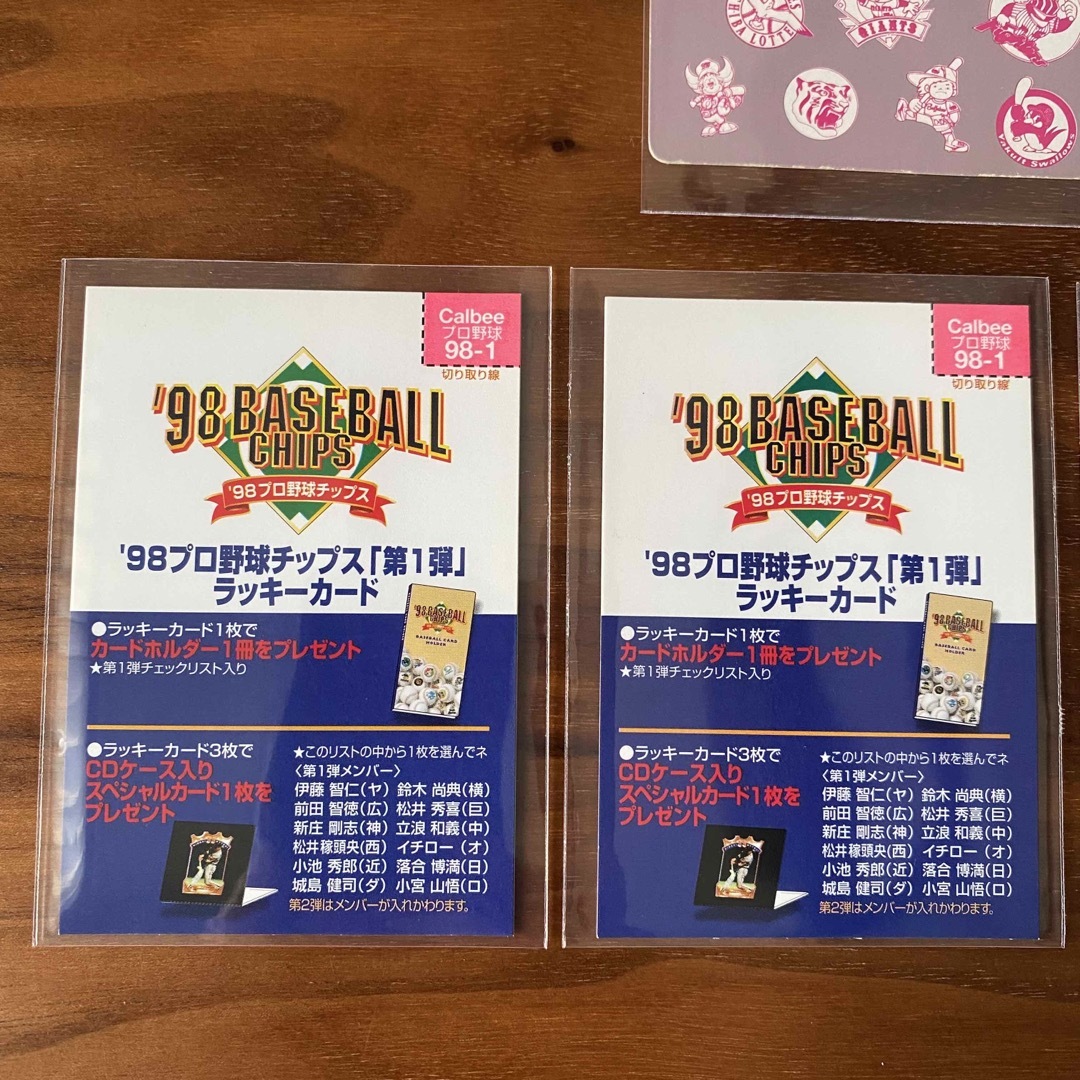 CHIBA LOTTE
GIANTS
Yakult Swallows
Calbee
プロ野球
98-1
切り取り線
'98 BASEBALL
CHIPS
'98プロ野球チップス
'98プロ野球チップス「第1弾」
ラッキーカード
●ラッキーカード1枚で
カードホルダー1冊をプレゼント
★第1弾チェックリスト入り
'98 BASEBALL
CHIPS
BASEBALL CARD
HOLDER
●ラッキーカード3枚で
CDケース入り
スペシャルカード1枚を
プレゼント
★このリストの中から1枚を選んでネ
〈第1弾メンバー〉
伊藤 智仁(ヤ) 鈴木 尚典(横)
前田 智徳(広) 松井 秀喜(巨)
新庄 剛志(神) 立浪 和義(中)
松井稼頭央(西) イチロー (オ)
小池 秀郎(近) 落合 博満(日)
城島 健司(ダ) 小宮 山悟(ロ)
第2弾はメンバーが入れかわります。
Calbee
プロ野球
98-1
切り取り線
'98 BASEBALL
CHIPS
'98プロ野球チップス
'98プロ野球チップス「第1弾」
ラッキーカード
●ラッキーカード1枚で
カードホルダー1冊をプレゼント
★第1弾チェックリスト入り
'98 BASEBALL
CHIPS
BASEBALL CARD
HOLDER
●ラッキーカード3枚で
CDケース入り
スペシャルカード1枚を
プレゼント
★このリストの中から1枚を選んでネ
〈第1弾メンバー〉
伊藤 智仁(ヤ) 鈴木 尚典(横)
前田 智徳(広) 松井 秀喜(巨)
新庄 剛志(神) 立浪 和義(中)
松井稼頭央(西) イチロー (オ)
小池 秀郎(近) 落合 博満(日)
城島 健司(ダ) 小宮 山悟(ロ)
第2弾はメンバーが入れかわります。